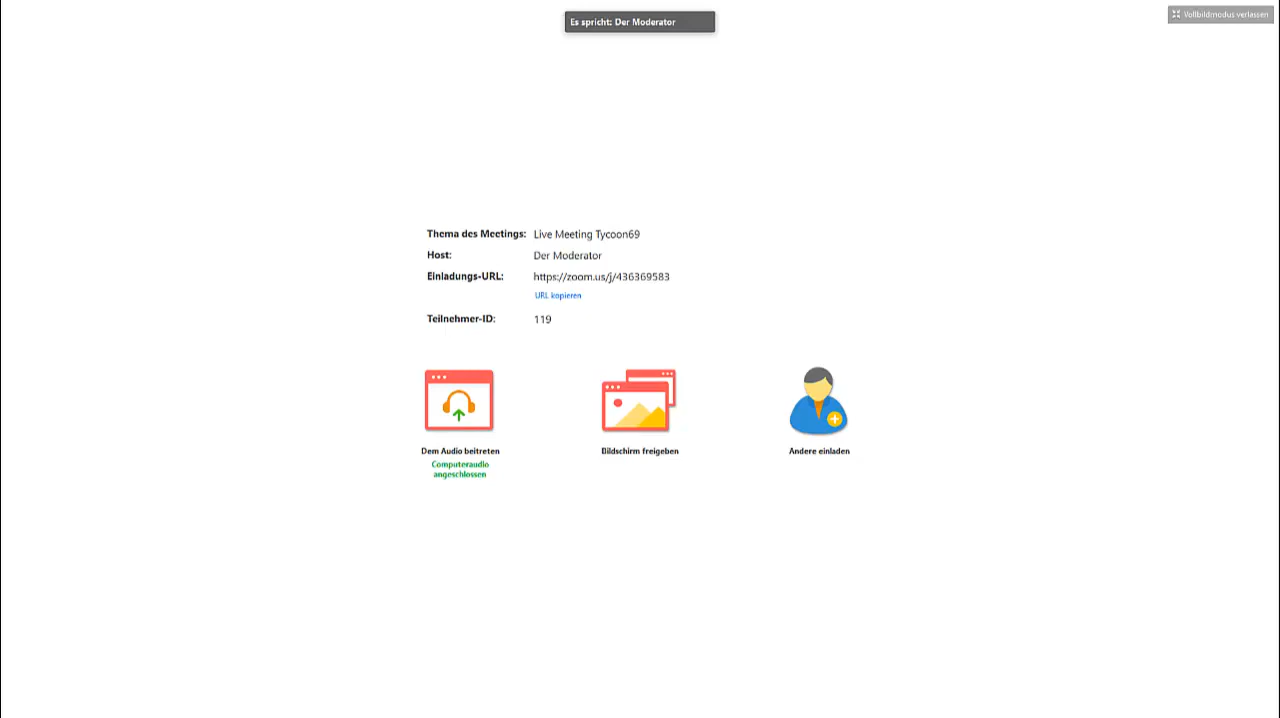 Es spricht: Der Moderator
Vollbildmodus verlassen
Thema des Meetings: Live Meeting Tycoon69
Host: Der Moderator
Einladungs-URL: https://zoom.us/j/436369583
URL kopieren
Teilnehmer-ID: 119
Dem Audio beitreten
Computeraudio
angeschlossen
Bildschirm freigeben
Andere einladen